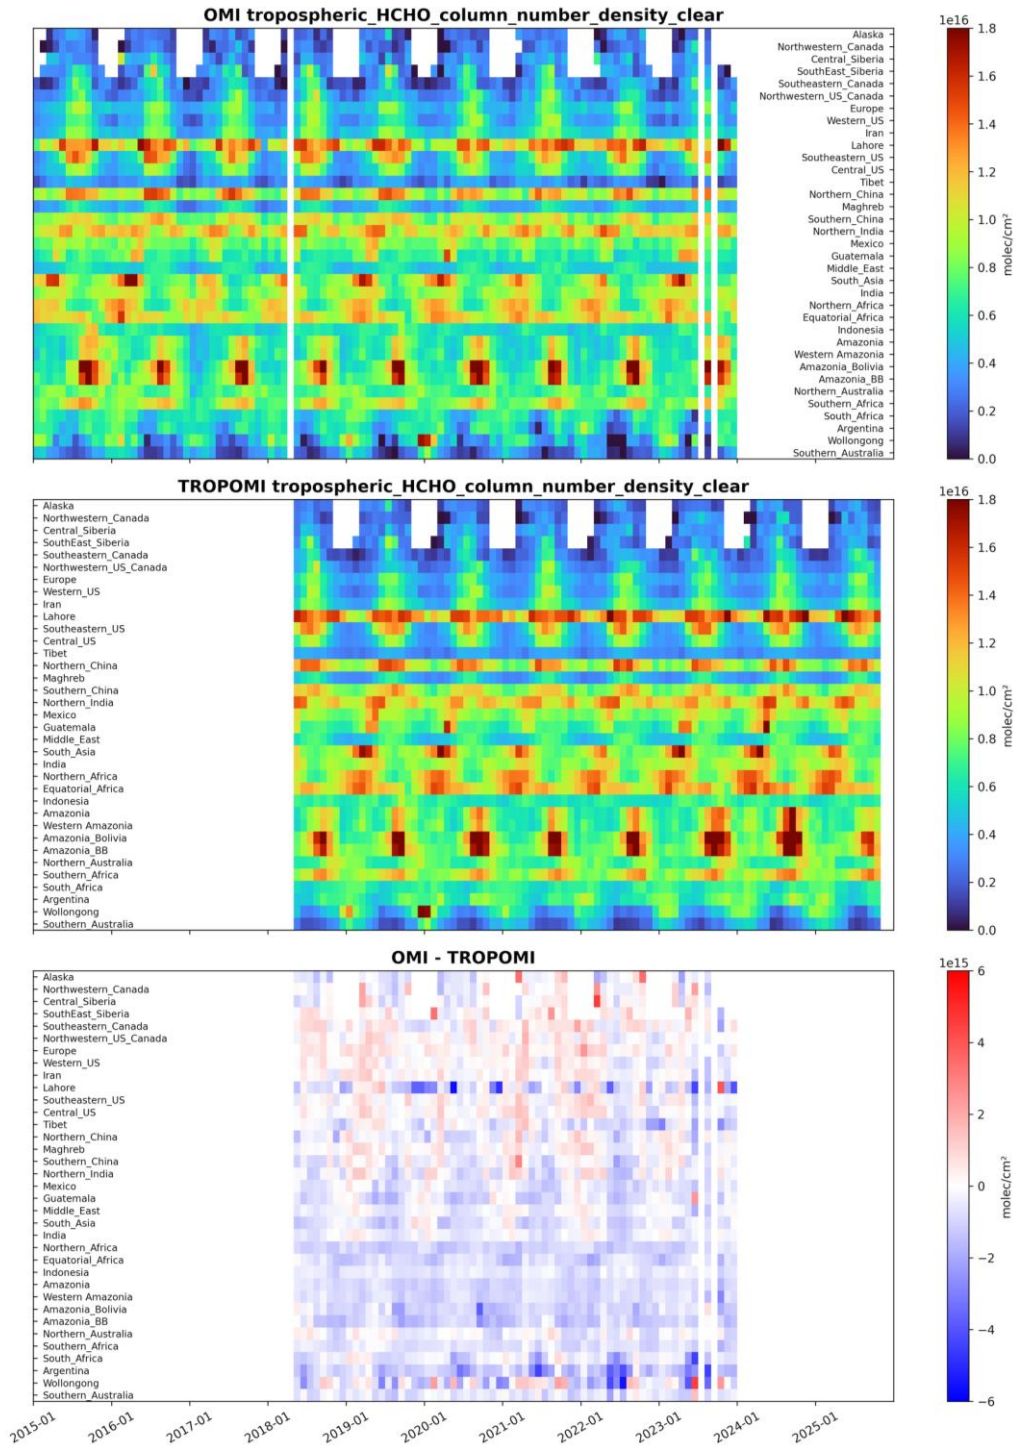 OMI tropospheric_HCHO_column_number_density_clear
Alaska
Northwestern_Canada
Central_Siberia
SouthEast_Siberia
Southeastern_Canada
Northwestern_US_Canada
Europe
Western_US
Iran
Lahore
Southeastern_US
Central_US
Tibet
Northern_China
Maghreb
Southern_China
Northern_India
Mexico
Guatemala
Middle_East
South_Asia
India
Northern_Africa
Equatorial_Africa
Indonesia
Amazonia
Western Amazonia
Amazonia_Bolivia
Amazonia_BB
Northern_Australia
Southern_Africa
South_Africa
Argentina
Wollongong
Southern_Australia
1e16
1.8
1.6
1.4
1.2
1.0
0.8
0.6
0.4
0.2
0.0
molec/cm²
TROPOMI tropospheric_HCHO_column_number_density_clear
Alaska
Northwestern_Canada
Central_Siberia
SouthEast_Siberia
Southeastern_Canada
Northwestern_US_Canada
Europe
Western_US
Iran
Lahore
Southeastern_US
Central_US
Tibet
Northern_China
Maghreb
Southern_China
Northern_India
Mexico
Guatemala
Middle_East
South_Asia
India
Northern_Africa
Equatorial_Africa
Indonesia
Amazonia
Western Amazonia
Amazonia_Bolivia
Amazonia_BB
Northern_Australia
Southern_Africa
South_Africa
Argentina
Wollongong
Southern_Australia
1e16
1.8
1.6
1.4
1.2
1.0
0.8
0.6
0.4
0.2
0.0
molec/cm²
OMI - TROPOMI
Alaska
Northwestern_Canada
Central_Siberia
SouthEast_Siberia
Southeastern_Canada
Northwestern_US_Canada
Europe
Western_US
Iran
Lahore
Southeastern_US
Central_US
Tibet
Northern_China
Maghreb
Southern_China
Northern_India
Mexico
Guatemala
Middle_East
South_Asia
India
Northern_Africa
Equatorial_Africa
Indonesia
Amazonia
Western Amazonia
Amazonia_Bolivia
Amazonia_BB
Northern_Australia
Southern_Africa
South_Africa
Argentina
Wollongong
Southern_Australia
1e15
6
4
2
0
−2
−4
−6
molec/cm²
2015-01
2016-01
2017-01
2018-01
2019-01
2020-01
2021-01
2022-01
2023-01
2024-01
2025-01